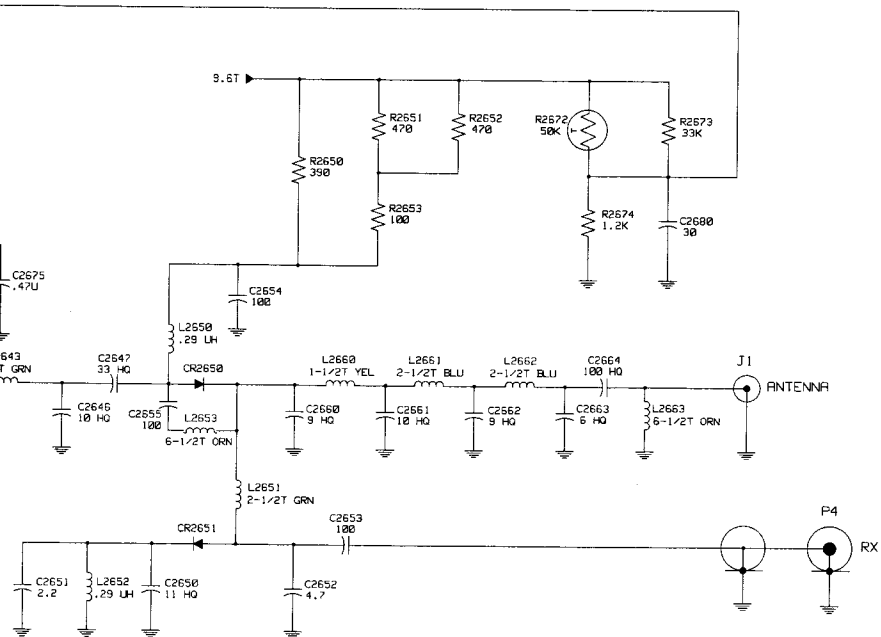 9.6T
R2651
470
R2652
470
R2672
50K
T
R2673
33K
R2650
390
R2653
100
R2674
1.2K
C2680
30
C2675
.47U
C2654
100
L2650
.29 UH
2643
T GRN
C2647
33 HQ
CR2650
L2660
1-1/2T YEL
L2661
2-1/2T BLU
L2662
2-1/2T BLU
C2664
100 HQ
J1
ANTENNA
C2646
10 HQ
C2655
100
L2653
6-1/2T ORN
C2660
9 HQ
C2661
10 HQ
C2662
9 HQ
C2663
6 HQ
L2663
6-1/2T ORN
L2651
2-1/2T GRN
CR2651
C2653
100
P4
RX
C2651
2.2
L2652
.29 UH
C2650
11 HQ
C2652
4.7